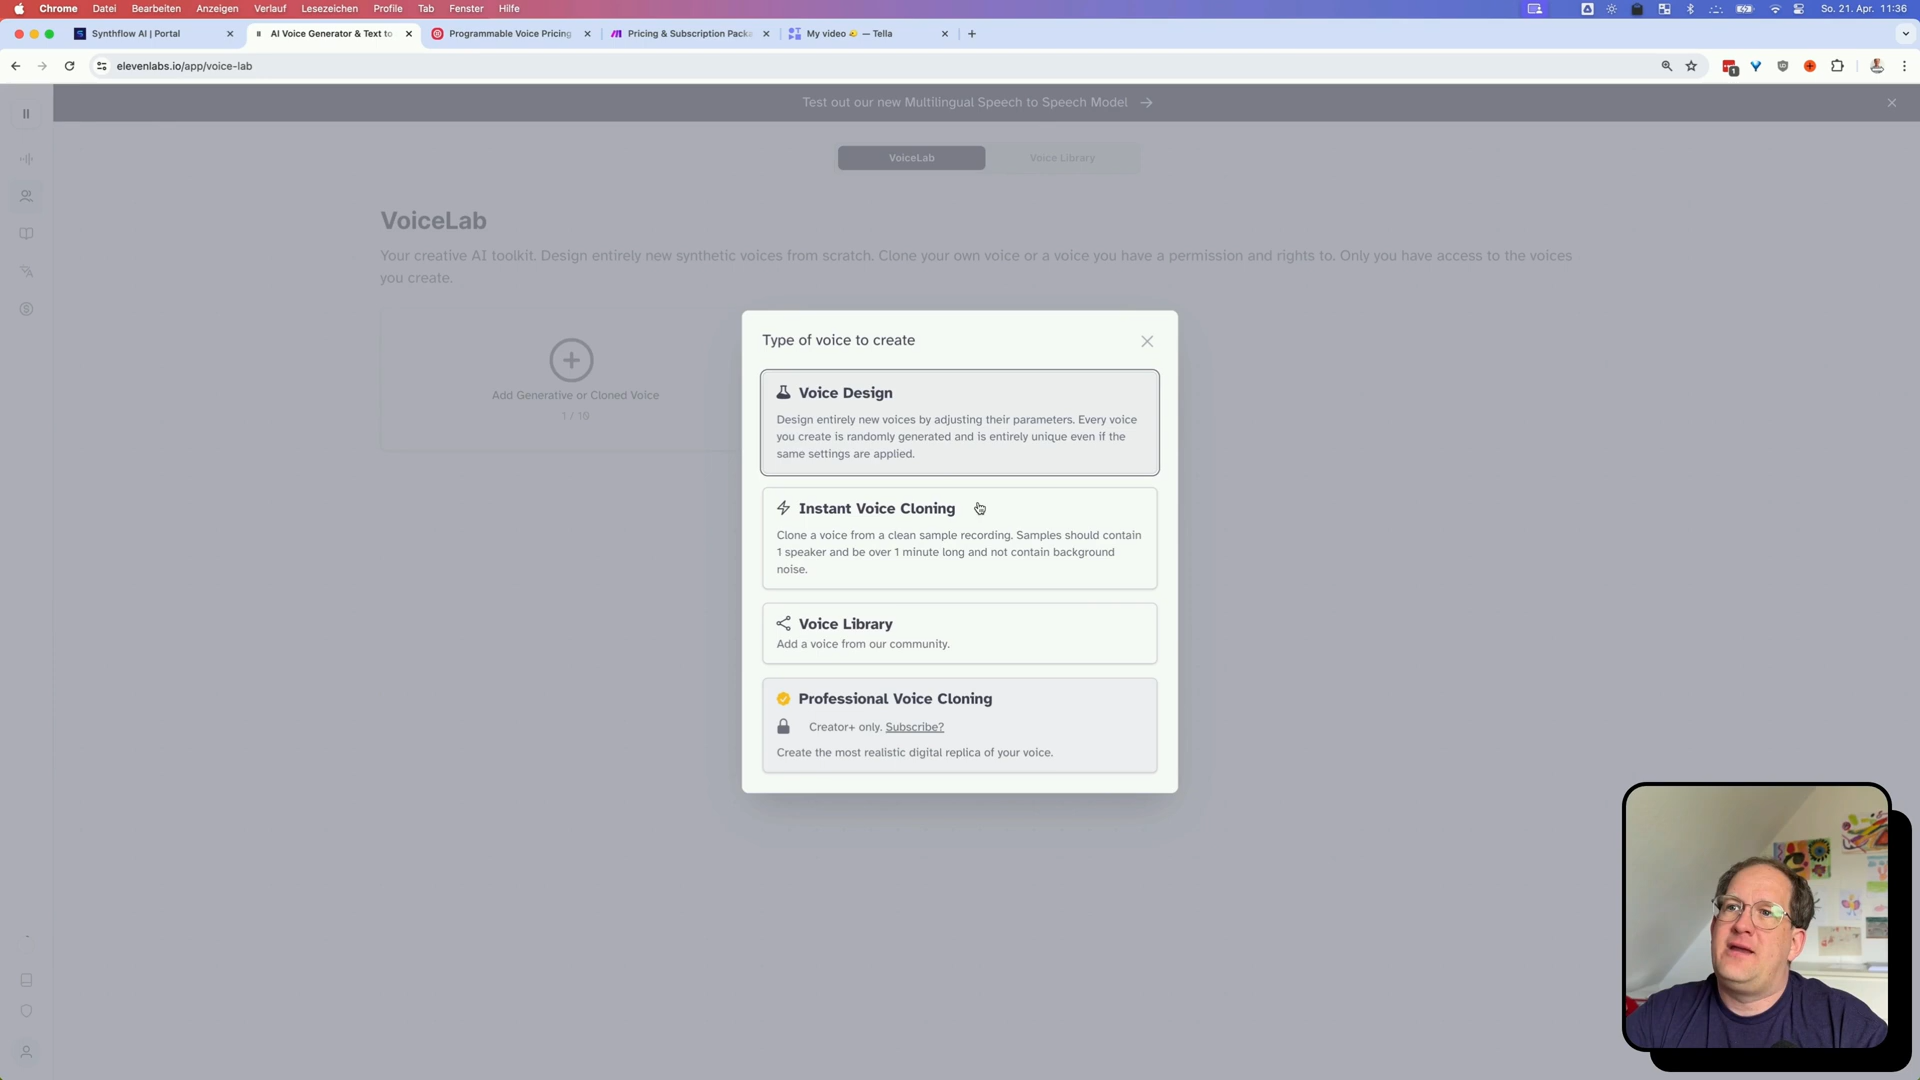 Chrome Datei Bearbeiten Anzeigen Verlauf Lesezeichen Profile Tab Fenster Hilfe So. 21. Apr. 11:36
Synthflow AI | Portal AI Voice Generator & Text to Programmable Voice Pricing Pricing & Subscription Packa My video — Tella
elevenlabs.io/app/voice-lab
1
Test out our new Multilingual Speech to Speech Model →
VoiceLab Voice Library
VoiceLab
Your creative AI toolkit. Design entirely new synthetic voices from scratch. Clone your own voice or a voice you have a permission and rights to. Only you have access to the voices
you create.
Add Generative or Cloned Voice
1 / 10
Type of voice to create
Voice Design
Design entirely new voices by adjusting their parameters. Every voice
you create is randomly generated and is entirely unique even if the
same settings are applied.
Instant Voice Cloning
Clone a voice from a clean sample recording. Samples should contain
1 speaker and be over 1 minute long and not contain background
noise.
Voice Library
Add a voice from our community.
Professional Voice Cloning
Creator+ only. Subscribe?
Create the most realistic digital replica of your voice.